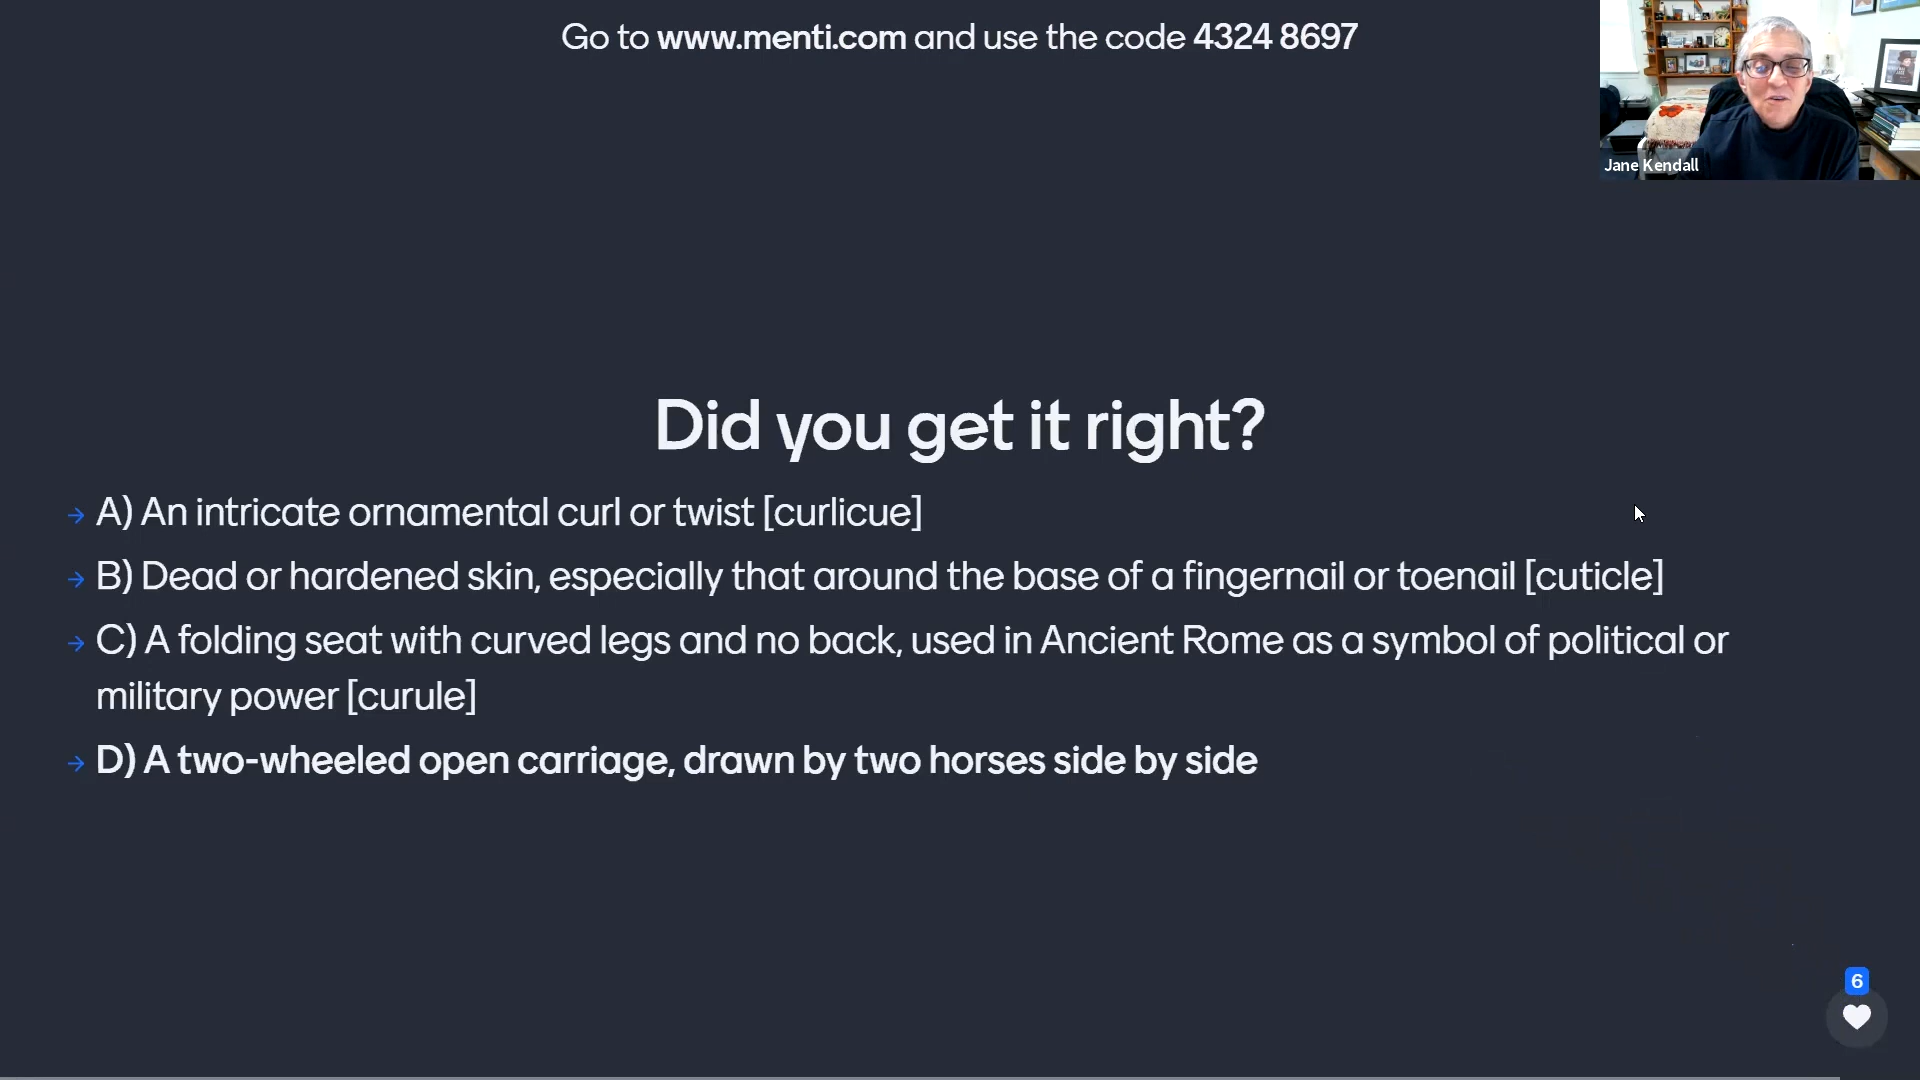 Go to www.menti.com and use the code 4324 8697
Jane Kendall
Did you get it right?
→ A) An intricate ornamental curl or twist [curlicue]
→ B) Dead or hardened skin, especially that around the base of a fingernail or toenail [cuticle]
→ C) A folding seat with curved legs and no back, used in Ancient Rome as a symbol of political or
military power [curule]
→ D) A two-wheeled open carriage, drawn by two horses side by side
6